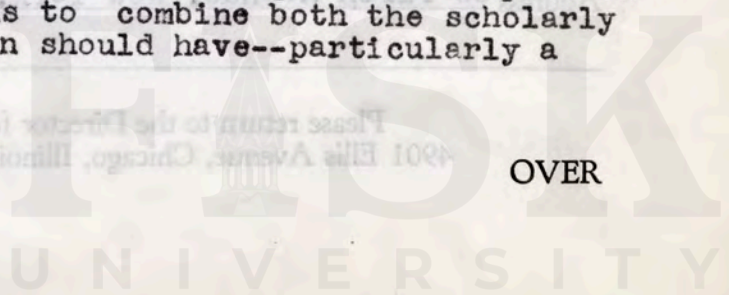 s to combine both the scholarly
n should have--particularly a
Please return to the Director
4901 Ellis Avenue, Chicago, Illinoi
OVER
FISK
UNIVERSITY